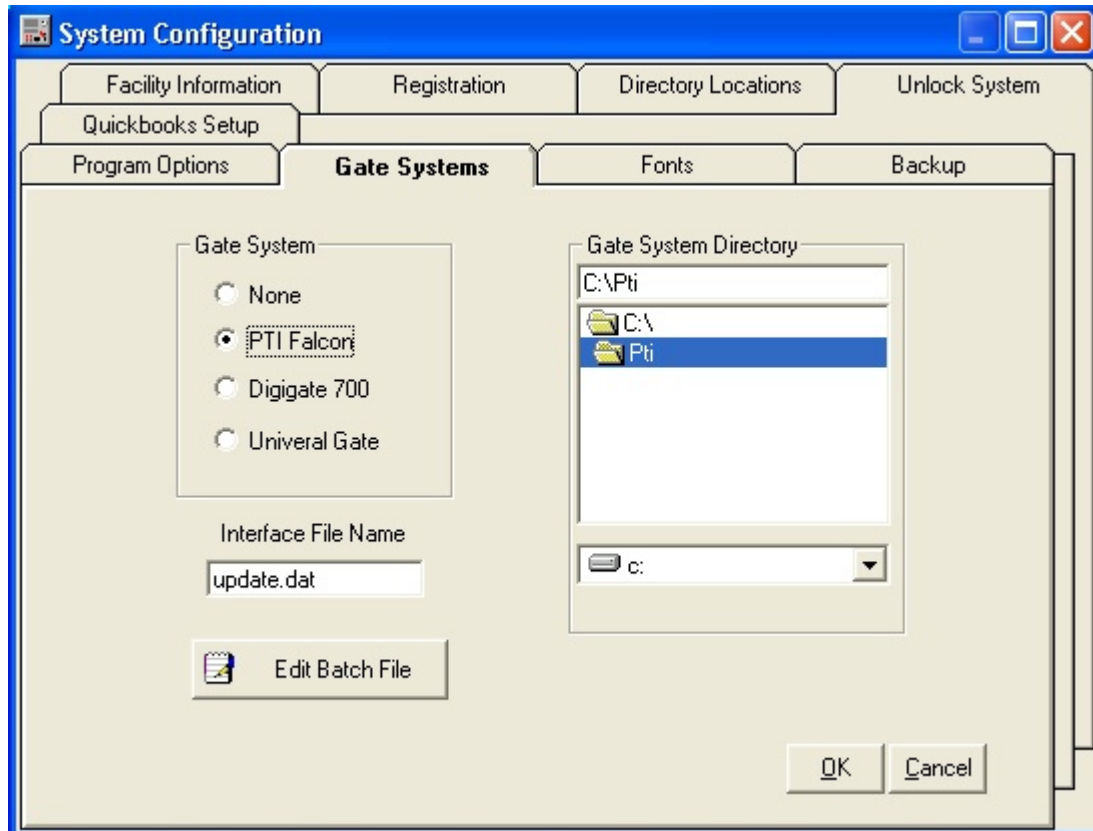 System Configuration
Facility Information
Registration
Directory Locations
Unlock System
Quickbooks Setup
Program Options
Gate Systems
Fonts
Backup
Gate System
None
PTI Falcon
Digigate 700
Univeral Gate
Interface File Name
update.dat
Edit Batch File
Gate System Directory
C:\Pti
C:\
Pti
c:
OK
Cancel